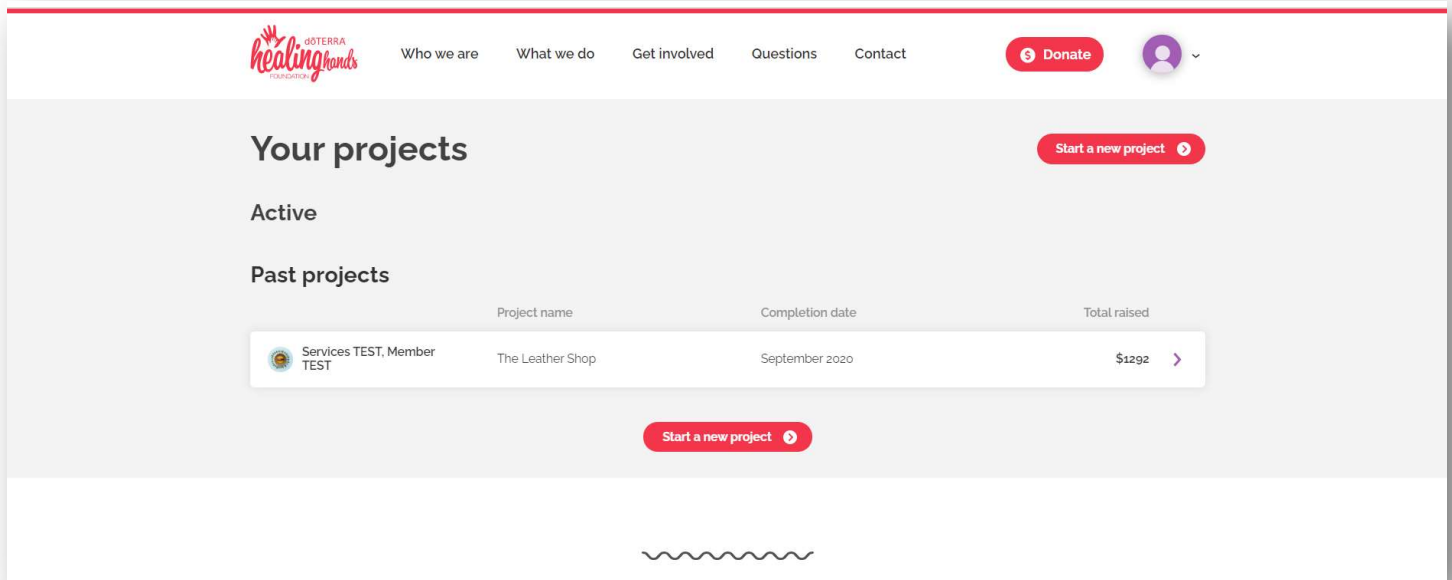 dōTERRA
healing hands
FOUNDATION
Who we are What we do Get involved Questions Contact Donate
Your projects
Start a new project
Active
Past projects
Project name Completion date Total raised
Services TEST, Member
TEST
The Leather Shop September 2020 $1292
Start a new project